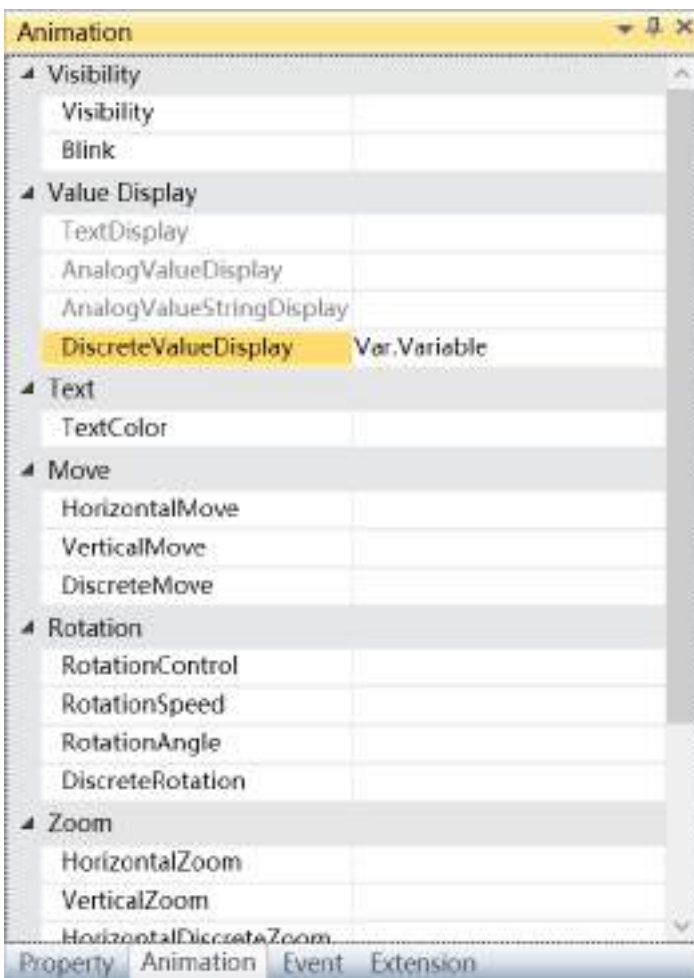 Animation
Visibility
Visibility
Blink
Value Display
TextDisplay
AnalogValueDisplay
AnalogValueStringDisplay
DiscreteValueDisplay Var.Variable
Text
TextColor
Move
HorizontalMove
VerticalMove
DiscreteMove
Rotation
RotationControl
RotationSpeed
RotationAngle
DiscreteRotation
Zoom
HorizontalZoom
VerticalZoom
HorizontalDiscreteZoom
Property Animation Event Extension